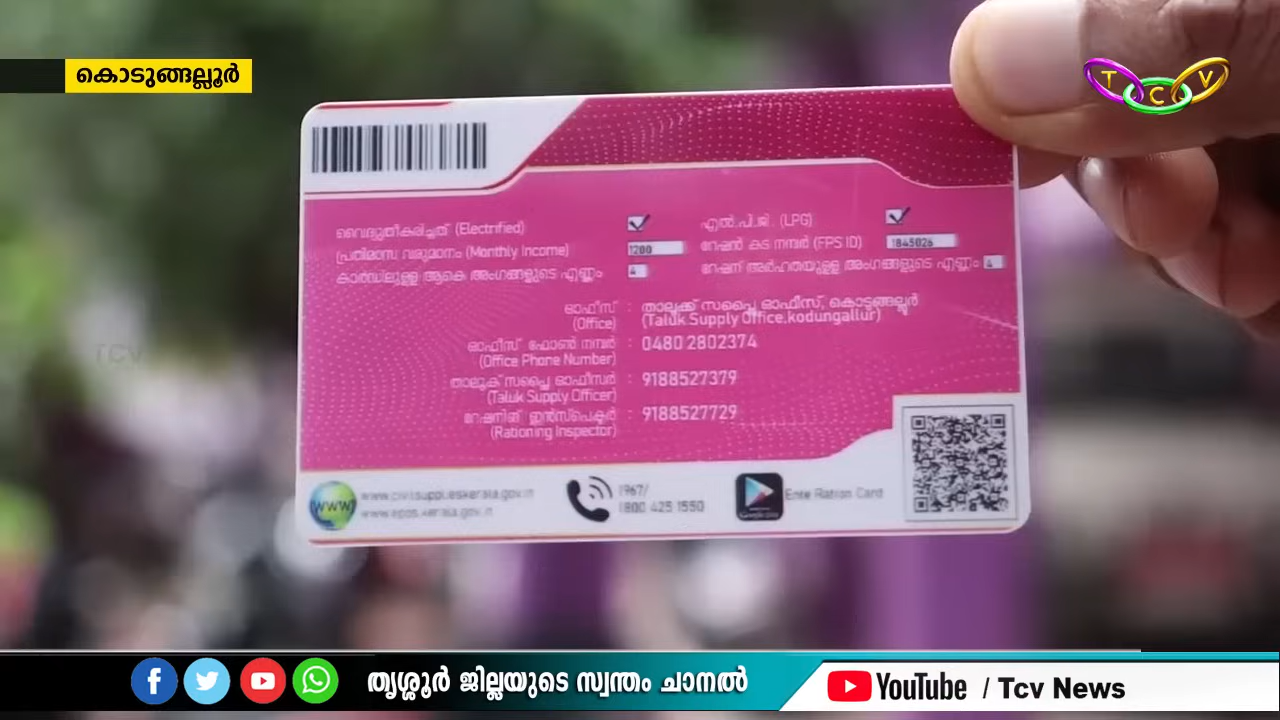 കൊടുങ്ങല്ലൂർ
TCV
വൈദ്യുതീകരിച്ചത് (Electrified)
എൽ.പി.ജി. (LPG)
പ്രതിമാസ വരുമാനം (Monthly Income) 1200
റേഷൻ കട നമ്പർ (FPS ID) 1845026
കാർഡിലുള്ള ആകെ അംഗങ്ങളുടെ എണ്ണം 4
റേഷന് അർഹതയുള്ള അംഗങ്ങളുടെ എണ്ണം 4
ഓഫീസ് : താലൂക്ക് സപ്ലൈ ഓഫീസ്, കൊടുങ്ങല്ലൂർ
(Office) (Taluk Supply Office,kodungallur)
ഓഫീസ് ഫോൺ നമ്പർ : 0480 2802374
(Office Phone Number)
താലൂക് സപ്ലൈ ഓഫീസർ : 9188527379
(Taluk Supply Officer)
റേഷനിങ് ഇൻസ്പെക്ടർ : 9188527729
(Rationing Inspector)
WWW
www.civilsupplieskerala.gov.in
www.epos.kerala.gov.in
1967/
1800 425 1550
Ente Ration Card
TCv
തൃശ്ശൂർ ജില്ലയുടെ സ്വന്തം ചാനൽ
YouTube / Tcv News